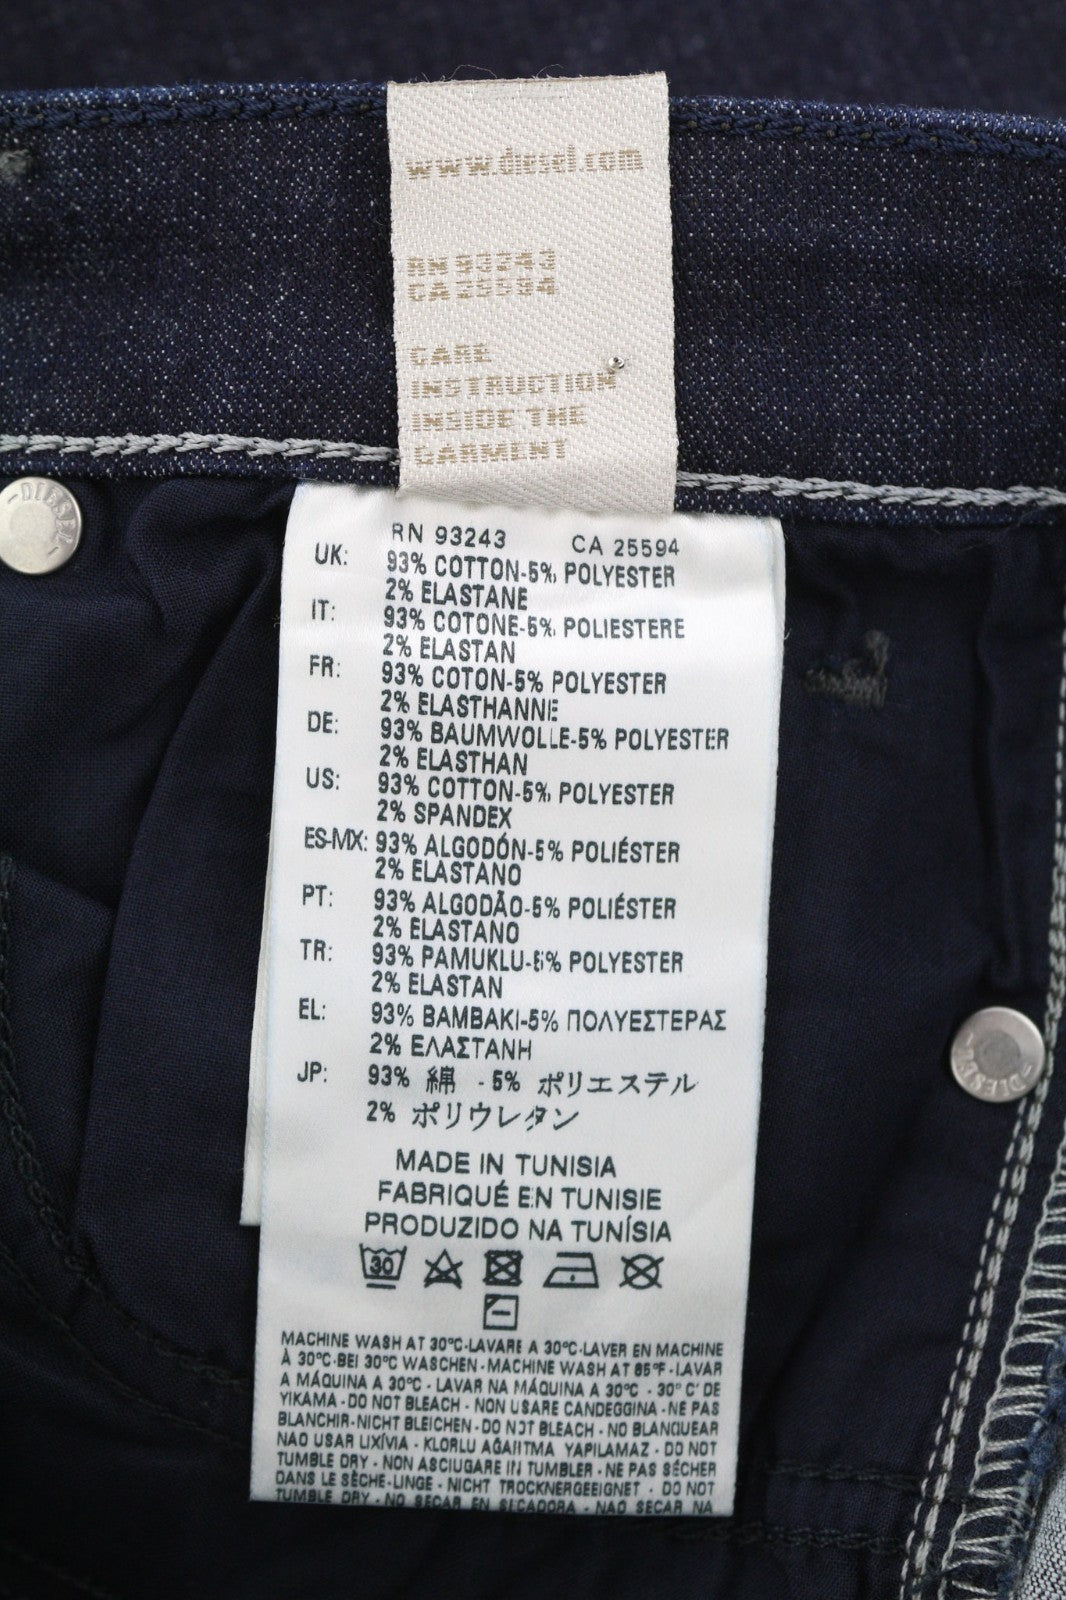 www.diesel.com
RN 93243
CA 25594
CARE
INSTRUCTION
INSIDE THE
GARMENT
-DIESEL-
RN 93243 CA 25594
UK: 93% COTTON-5% POLYESTER
2% ELASTANE
IT: 93% COTONE-5% POLIESTERE
2% ELASTAN
FR: 93% COTON-5% POLYESTER
2% ELASTHANNE
DE: 93% BAUMWOLLE-5% POLYESTER
2% ELASTHAN
US: 93% COTTON-5% POLYESTER
2% SPANDEX
ES-MX: 93% ALGODÓN-5% POLIÉSTER
2% ELASTANO
PT: 93% ALGODÃO-5% POLIÉSTER
2% ELASTANO
TR: 93% PAMUKLU-5% POLYESTER
2% ELASTAN
EL: 93% ΒΑΜΒΑΚΙ-5% ΠΟΛΥΕΣΤΕΡΑΣ
2% ΕΛΑΣΤΑΝΗ
JP: 93% 綿 - 5% ポリエステル
2% ポリウレタン
MADE IN TUNISIA
FABRIQUÉ EN TUNISIE
PRODUZIDO NA TUNÍSIA
30
MACHINE WASH AT 30°C-LAVARE A 30°C-LAVER EN MACHINE
À 30°C-BEI 30°C WASCHEN - MACHINE WASH AT 85°F - LAVAR
A MÁQUINA A 30°C - LAVAR NA MÁQUINA A 30°C - 30° C' DE
YIKAMA - DO NOT BLEACH - NON USARE CANDEGGINA - NE PAS
BLANCHIR - NICHT BLEICHEN - DO NOT BLEACH - NO BLANQUEAR
NAO USAR LIXÍVIA - KLORLU AĞARTMA YAPILAMAZ - DO NOT
TUMBLE DRY - NON ASCIUGARE IN TUMBLER - NE PAS SÉCHER
DANS LE SÈCHE-LINGE - NICHT TROCKNERGEEIGNET - DO NOT
TUMBLE DRY - NO SECAR EN SECADORA - NAO SECAR NA
-DIESEL-